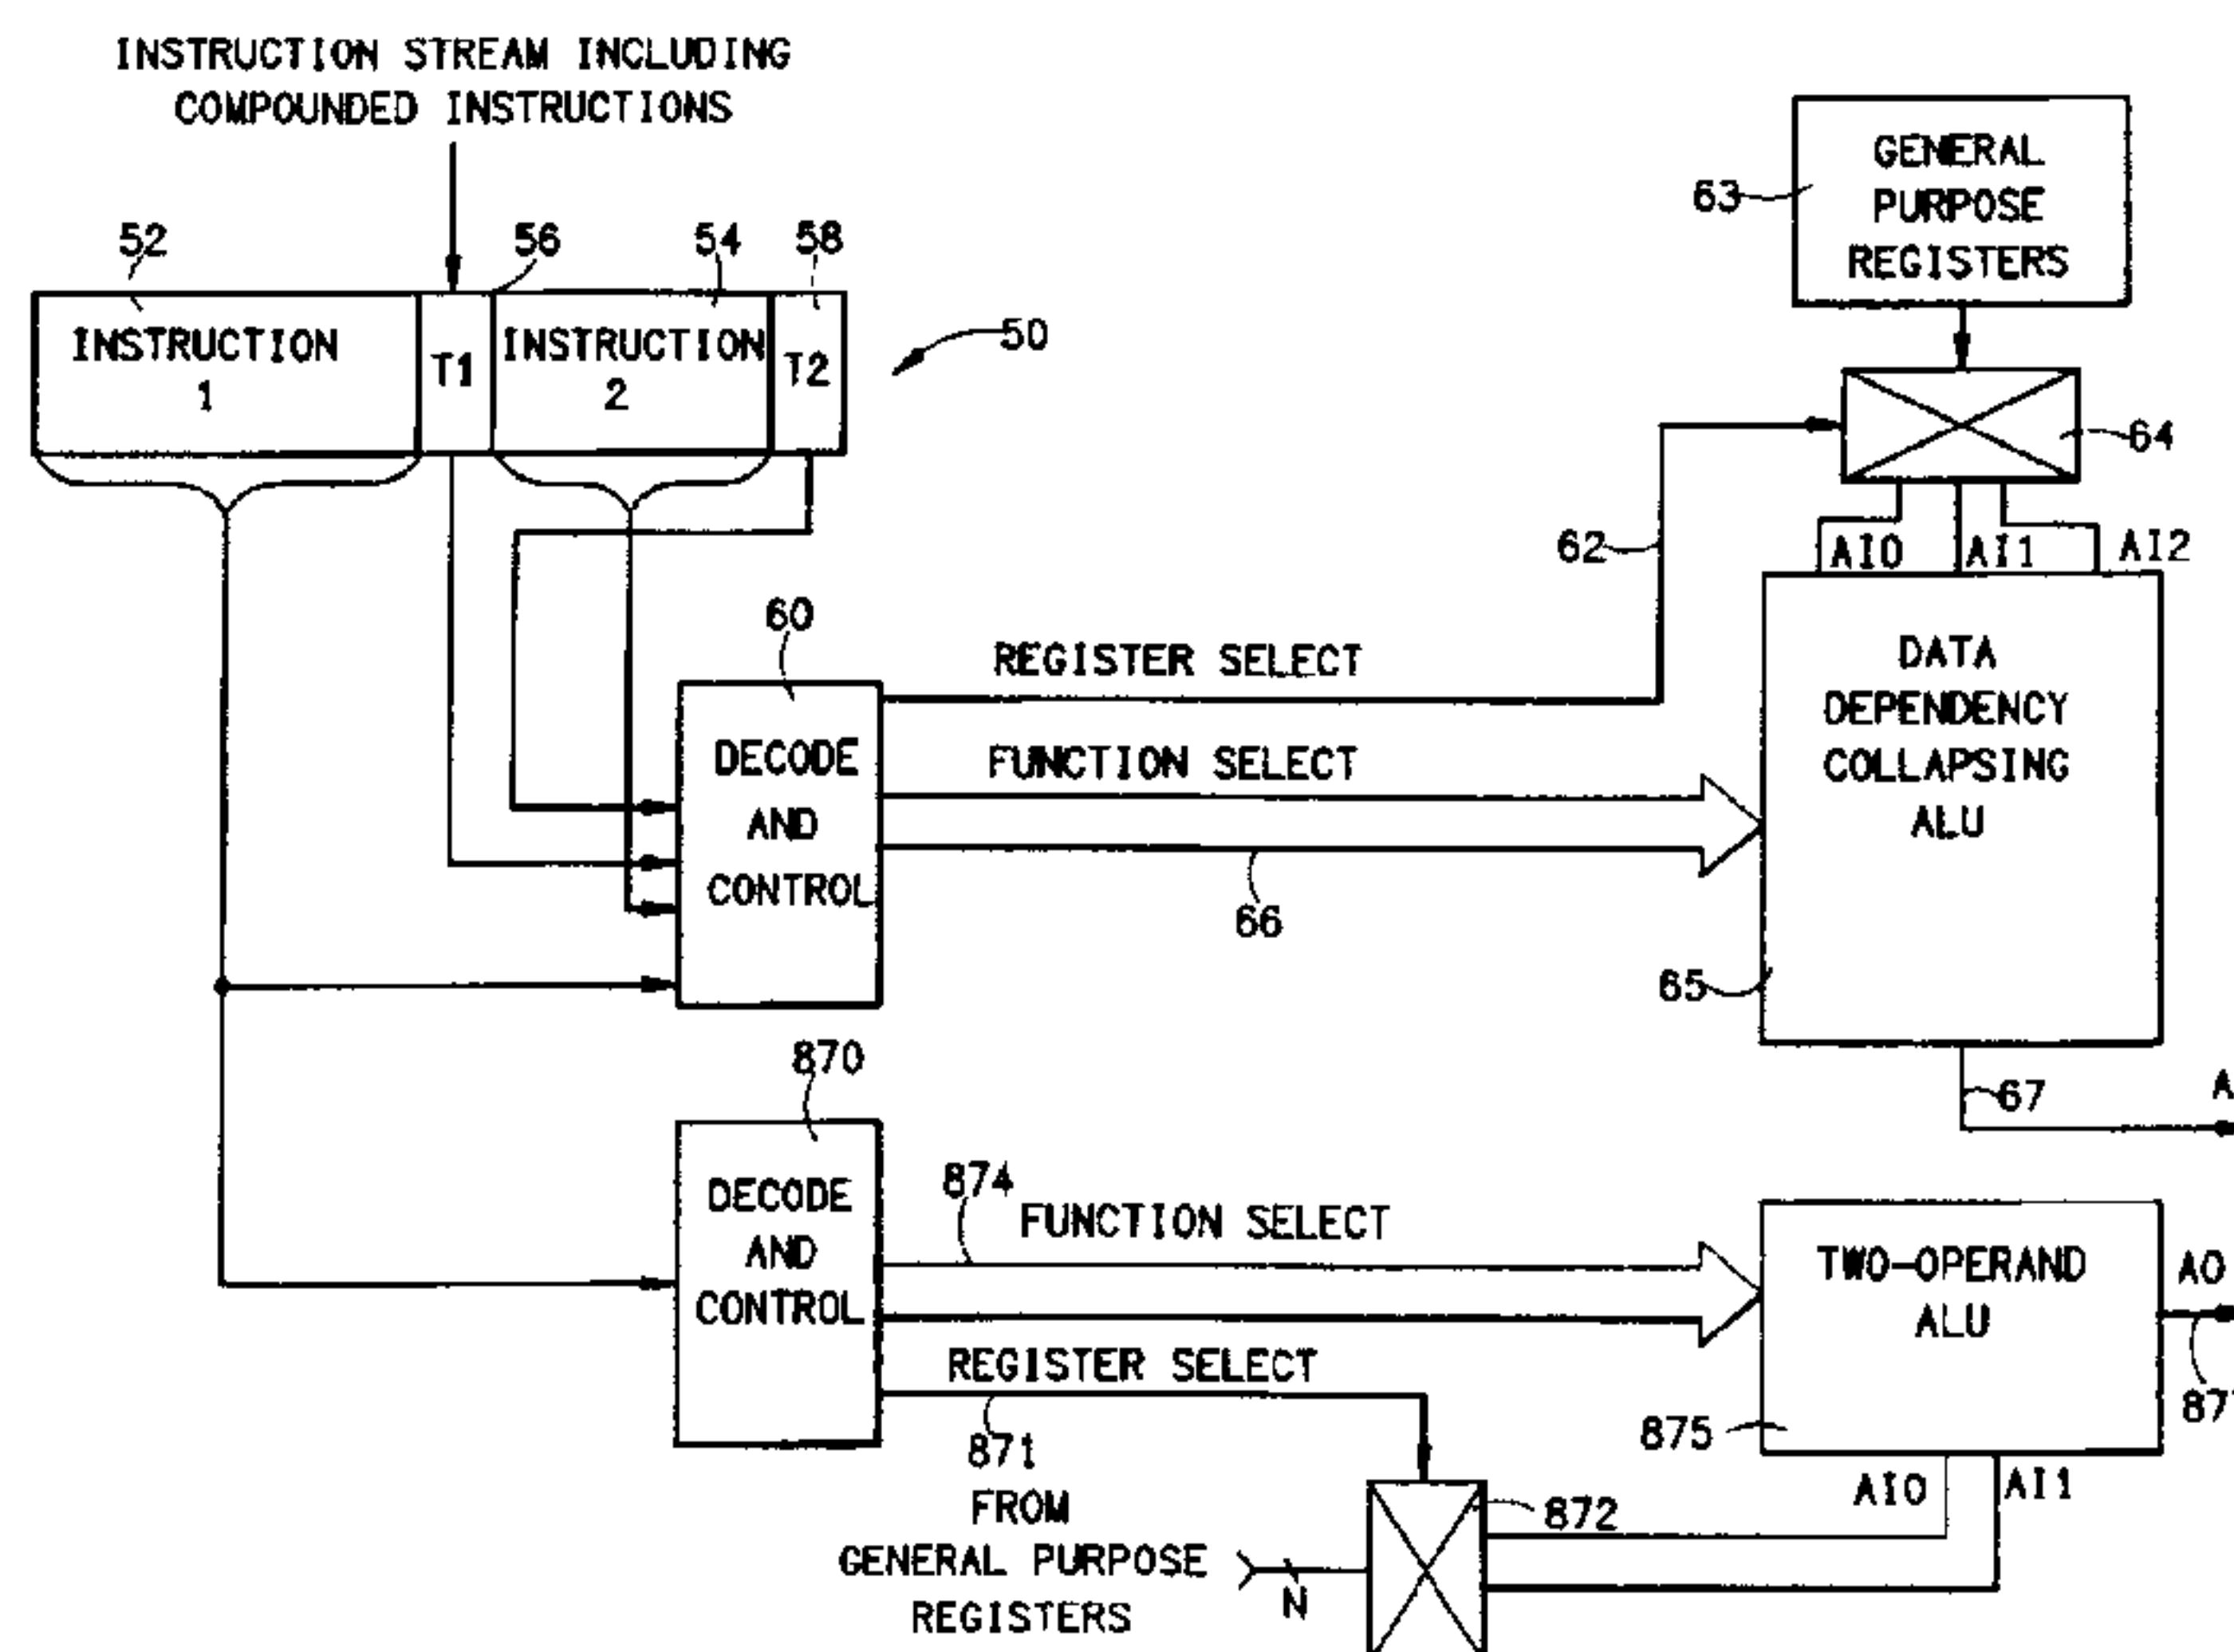 INSTRUCTION STREAM INCLUDING
COMPOUNDED INSTRUCTIONS
52
56
54
58
50
INSTRUCTION
1
T1
INSTRUCTION
2
T2
63
GENERAL
PURPOSE
REGISTERS
64
62
AI0
AI1
AI2
60
REGISTER SELECT
DECODE
AND
CONTROL
FUNCTION SELECT
66
DATA
DEPENDENCY
COLLAPSING
ALU
65
67
A
870
DECODE
AND
CONTROL
874
FUNCTION SELECT
TWO-OPERAND
ALU
AO
REGISTER SELECT
871
875
AI0
AI1
872
FROM
GENERAL PURPOSE
REGISTERS
N